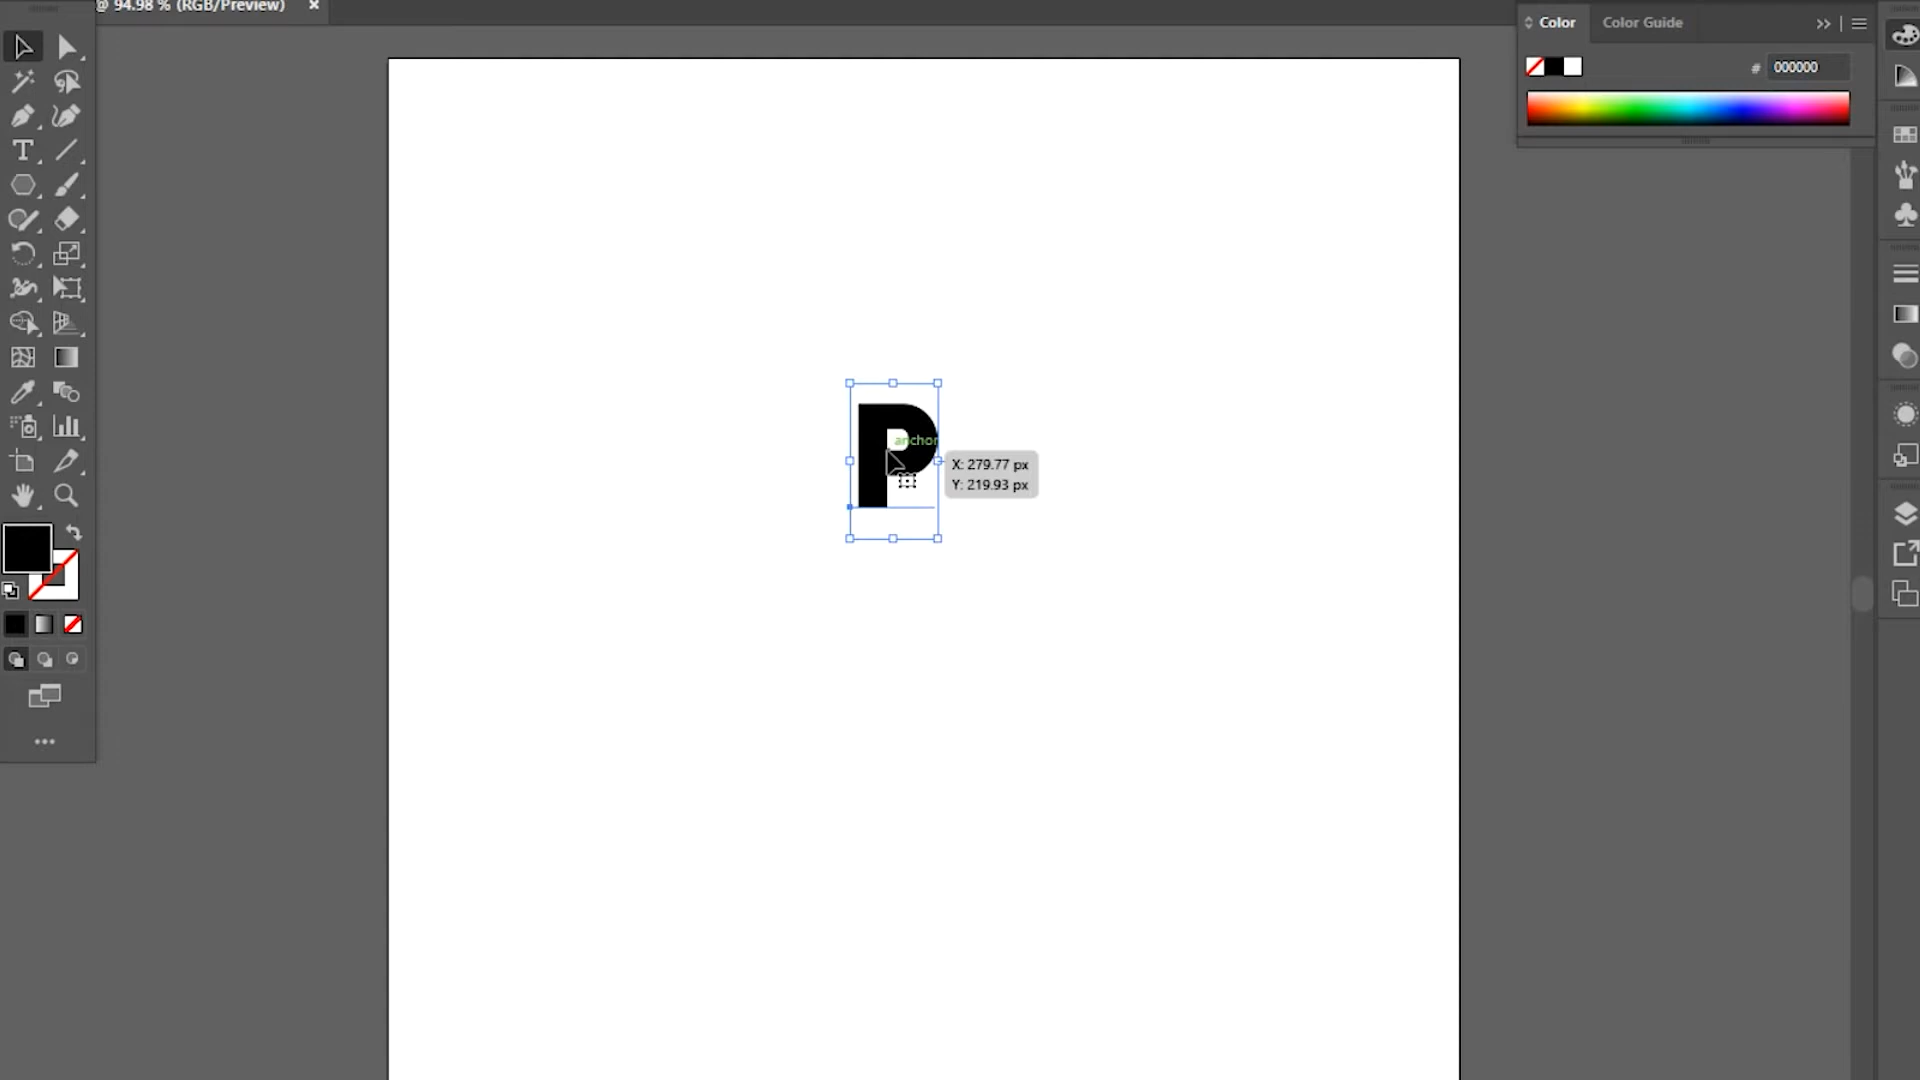 @ 94.98 % (RGB/Preview) ×
Color
Color Guide
# 000000
T
P
anchor
X: 279.77 px
Y: 219.93 px